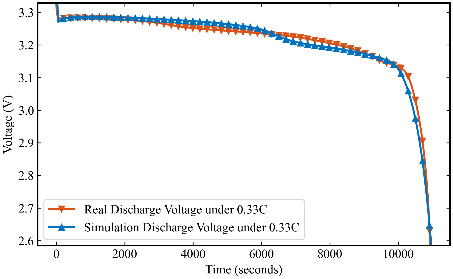 3.3
3.2
3.1
3.0
2.9
2.8
2.7
2.6
Voltage (V)
Real Discharge Voltage under 0.33C
Simulation Discharge Voltage under 0.33C
0 2000 4000 6000 8000 10000
Time (seconds)